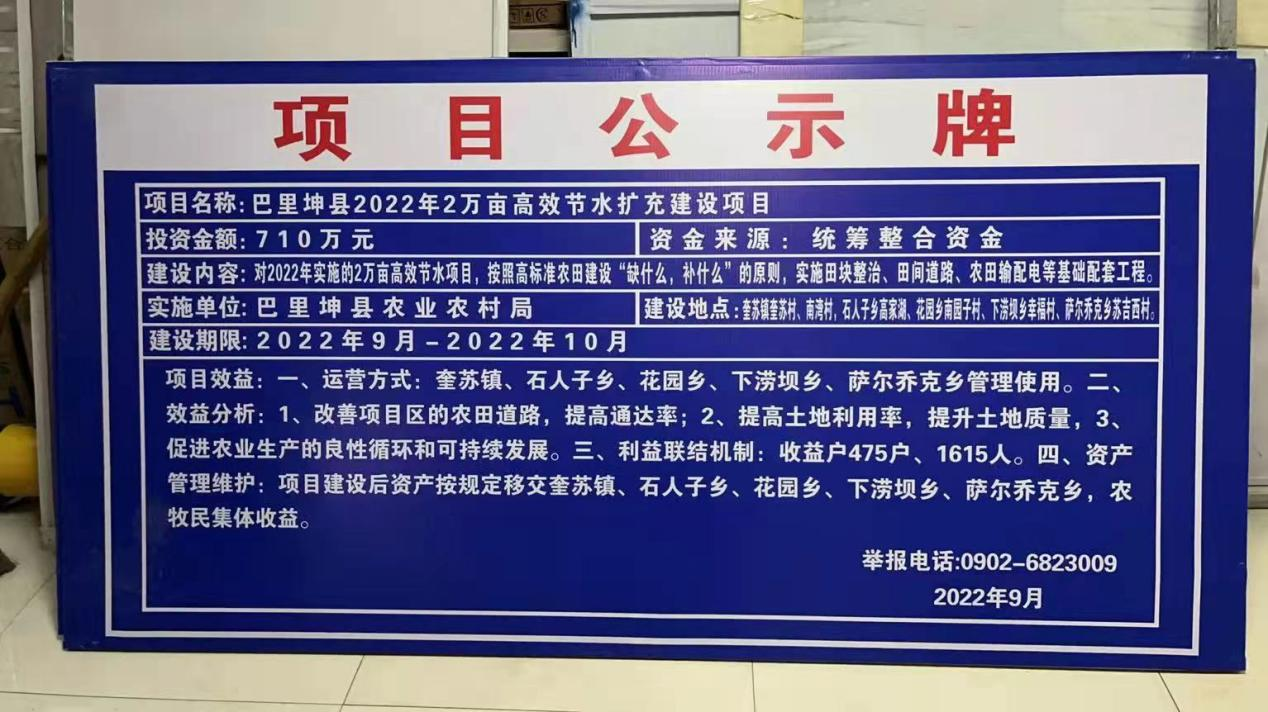 项目公示牌
项目名称:巴里坤县2022年2万亩高效节水扩充建设项目
投资金额:710万元
资金来源：统筹整合资金
建设内容:对2022年实施的2万亩高效节水项目，按照高标准农田建设“缺什么，补什么”的原则，实施田块整治、田间道路、农田输配电等基础配套工程。
实施单位:巴里坤县农业农村局
建设地点:奎苏镇奎苏村、南湾村，石人子乡高家湖、花园乡南园子村、下涝坝乡幸福村、萨尔乔克乡苏吉西村。
建设期限:2022年9月-2022年10月
项目效益：一、运营方式：奎苏镇、石人子乡、花园乡、下涝坝乡、萨尔乔克乡管理使用。二、
效益分析：1、改善项目区的农田道路，提高通达率；2、提高土地利用率，提升土地质量，3、
促进农业生产的良性循环和可持续发展。三、利益联结机制：收益户475户、1615人。四、资产
管理维护：项目建设后资产按规定移交奎苏镇、石人子乡、花园乡、下涝坝乡、萨尔乔克乡，农
牧民集体收益。
举报电话:0902-6823009
2022年9月